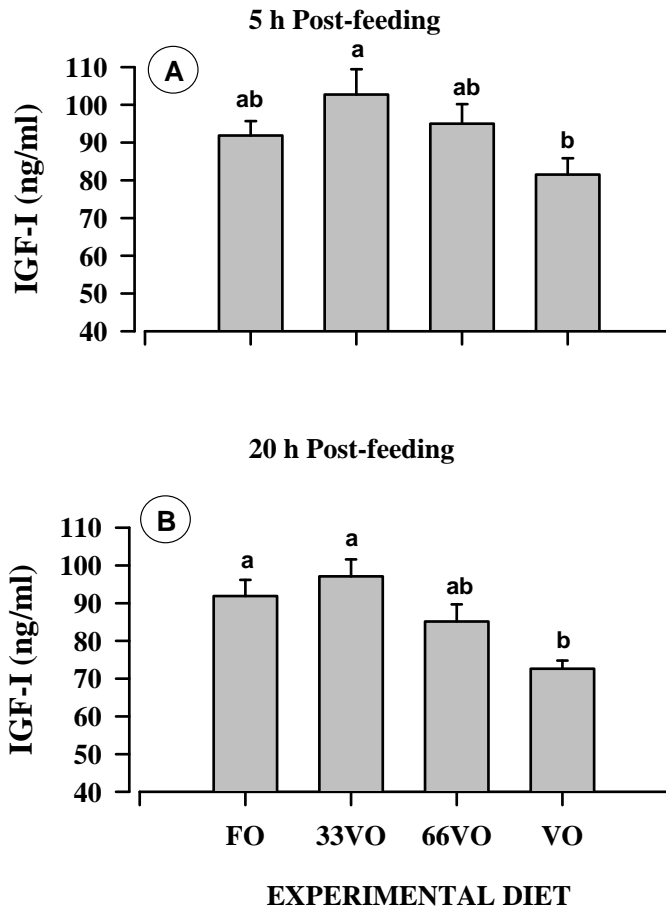 5 h Post-feeding
A
IGF-I (ng/ml)
110
100
90
80
70
60
50
40
ab
a
ab
b
20 h Post-feeding
B
IGF-I (ng/ml)
110
100
90
80
70
60
50
40
a
a
ab
b
FO 33VO 66VO VO
EXPERIMENTAL DIET